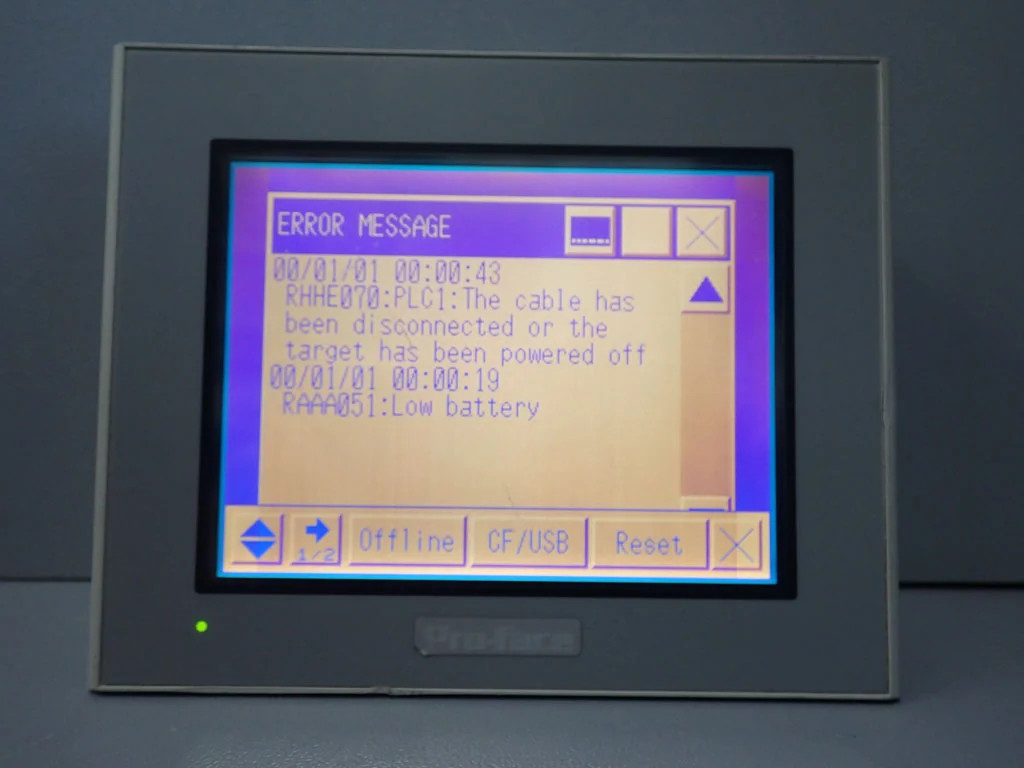 ERROR MESSAGE
00/01/01 00:00:43
RHHE070:PLC1:The cable has
been disconnected or the
target has been powered off
00/01/01 00:00:19
RAAA051:Low battery
1/2
Offline
CF/USB
Reset
Pro-face